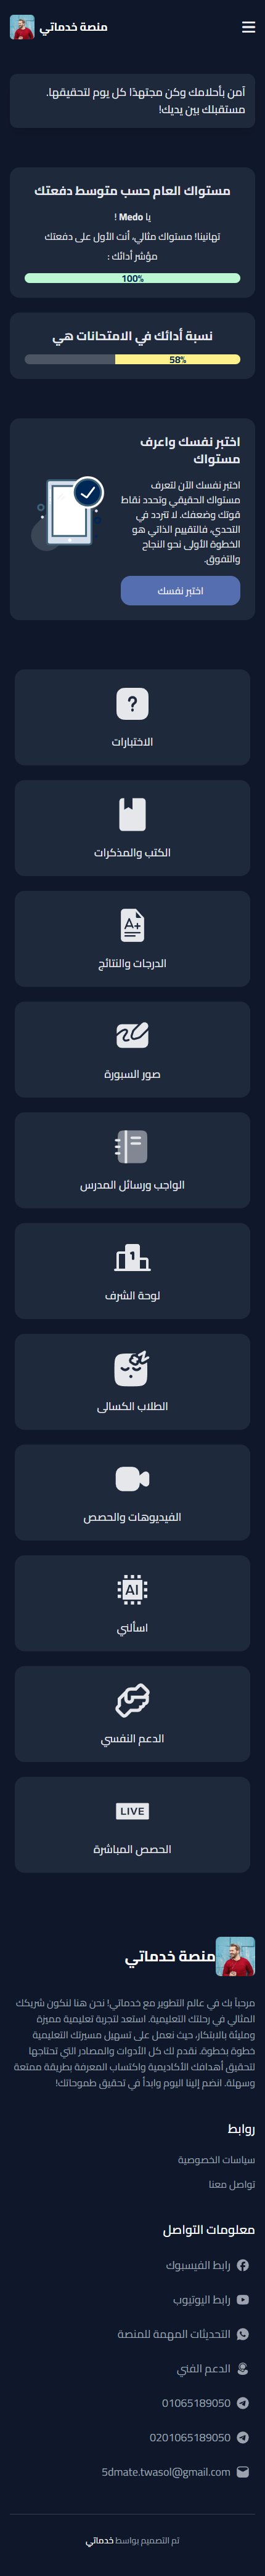 منصة خدماتي
آمن بأحلامك وكن مجتهدًا كل يوم لتحقيقها.
مستقبلك بين يديك!
مستواك العام حسب متوسط دفعتك
يا Medo !
تهانينا! مستواك مثالي، أنت الأول على دفعتك
مؤشر أدائك :
100%
نسبة أدائك في الامتحانات هي
58%
اختبر نفسك واعرف
مستواك
اختبر نفسك الآن لتعرف
مستواك الحقيقي وتحدد نقاط
قوتك وضعفك. لا تتردد في
التحدي، فالتقييم الذاتي هو
الخطوة الأولى نحو النجاح
والتفوق.
اختبر نفسك
?
الاختبارات
الكتب والمذكرات
A+
الدرجات والنتائج
صور السبورة
الواجب ورسائل المدرس
1
لوحة الشرف
الطلاب الكسالى
الفيديوهات والحصص
AI
اسألني
الدعم النفسي
LIVE
الحصص المباشرة
منصة خدماتي
مرحباً بك في عالم التطوير مع خدماتي! نحن هنا لنكون شريكك
المثالي في رحلتك التعليمية. استعد لتجربة تعليمية مميزة
ومليئة بالابتكار، حيث نعمل على تسهيل مسيرتك التعليمية
خطوة بخطوة. نقدم لك كل الأدوات والمصادر التي تحتاجها
لتحقيق أهدافك الأكاديمية واكتساب المعرفة بطريقة ممتعة
وسهلة. انضم إلينا اليوم وابدأ في تحقيق طموحاتك!
روابط
سياسات الخصوصية
تواصل معنا
معلومات التواصل
رابط الفيسبوك
رابط اليوتيوب
التحديثات المهمة للمنصة
الدعم الفني
01065189050
0201065189050
5dmate.twasol@gmail.com
تم التصميم بواسط خدماتي